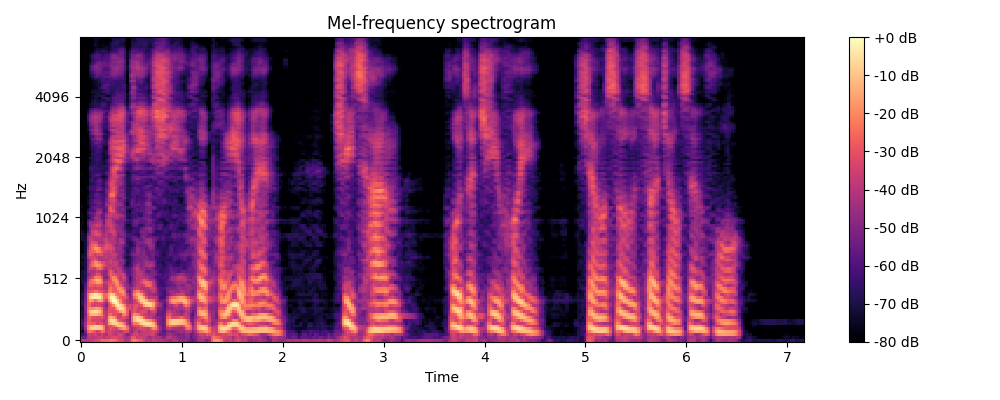 Mel-frequency spectrogram
Hz
4096
2048
1024
512
0
0 1 2 3 4 5 6 7
Time
+0 dB
-10 dB
-20 dB
-30 dB
-40 dB
-50 dB
-60 dB
-70 dB
-80 dB